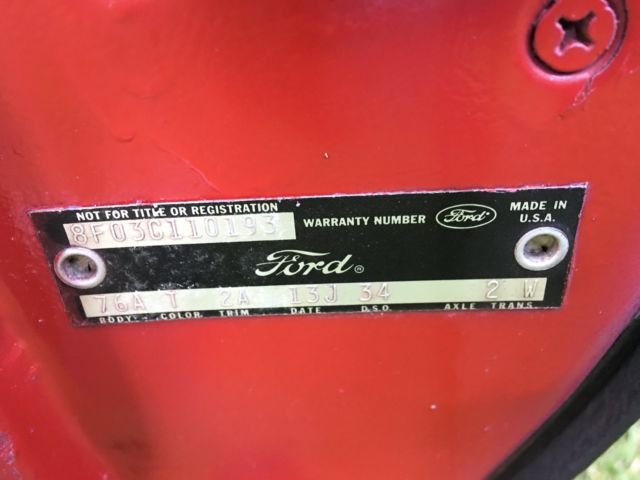 NOT FOR TITLE OR REGISTRATION
8F03C110193 WARRANTY NUMBER Ford MADE IN U.S.A.
Ford®
76A T 2A 13J 34 2 W
BODY COLOR TRIM DATE D.S.O. AXLE TRANS.